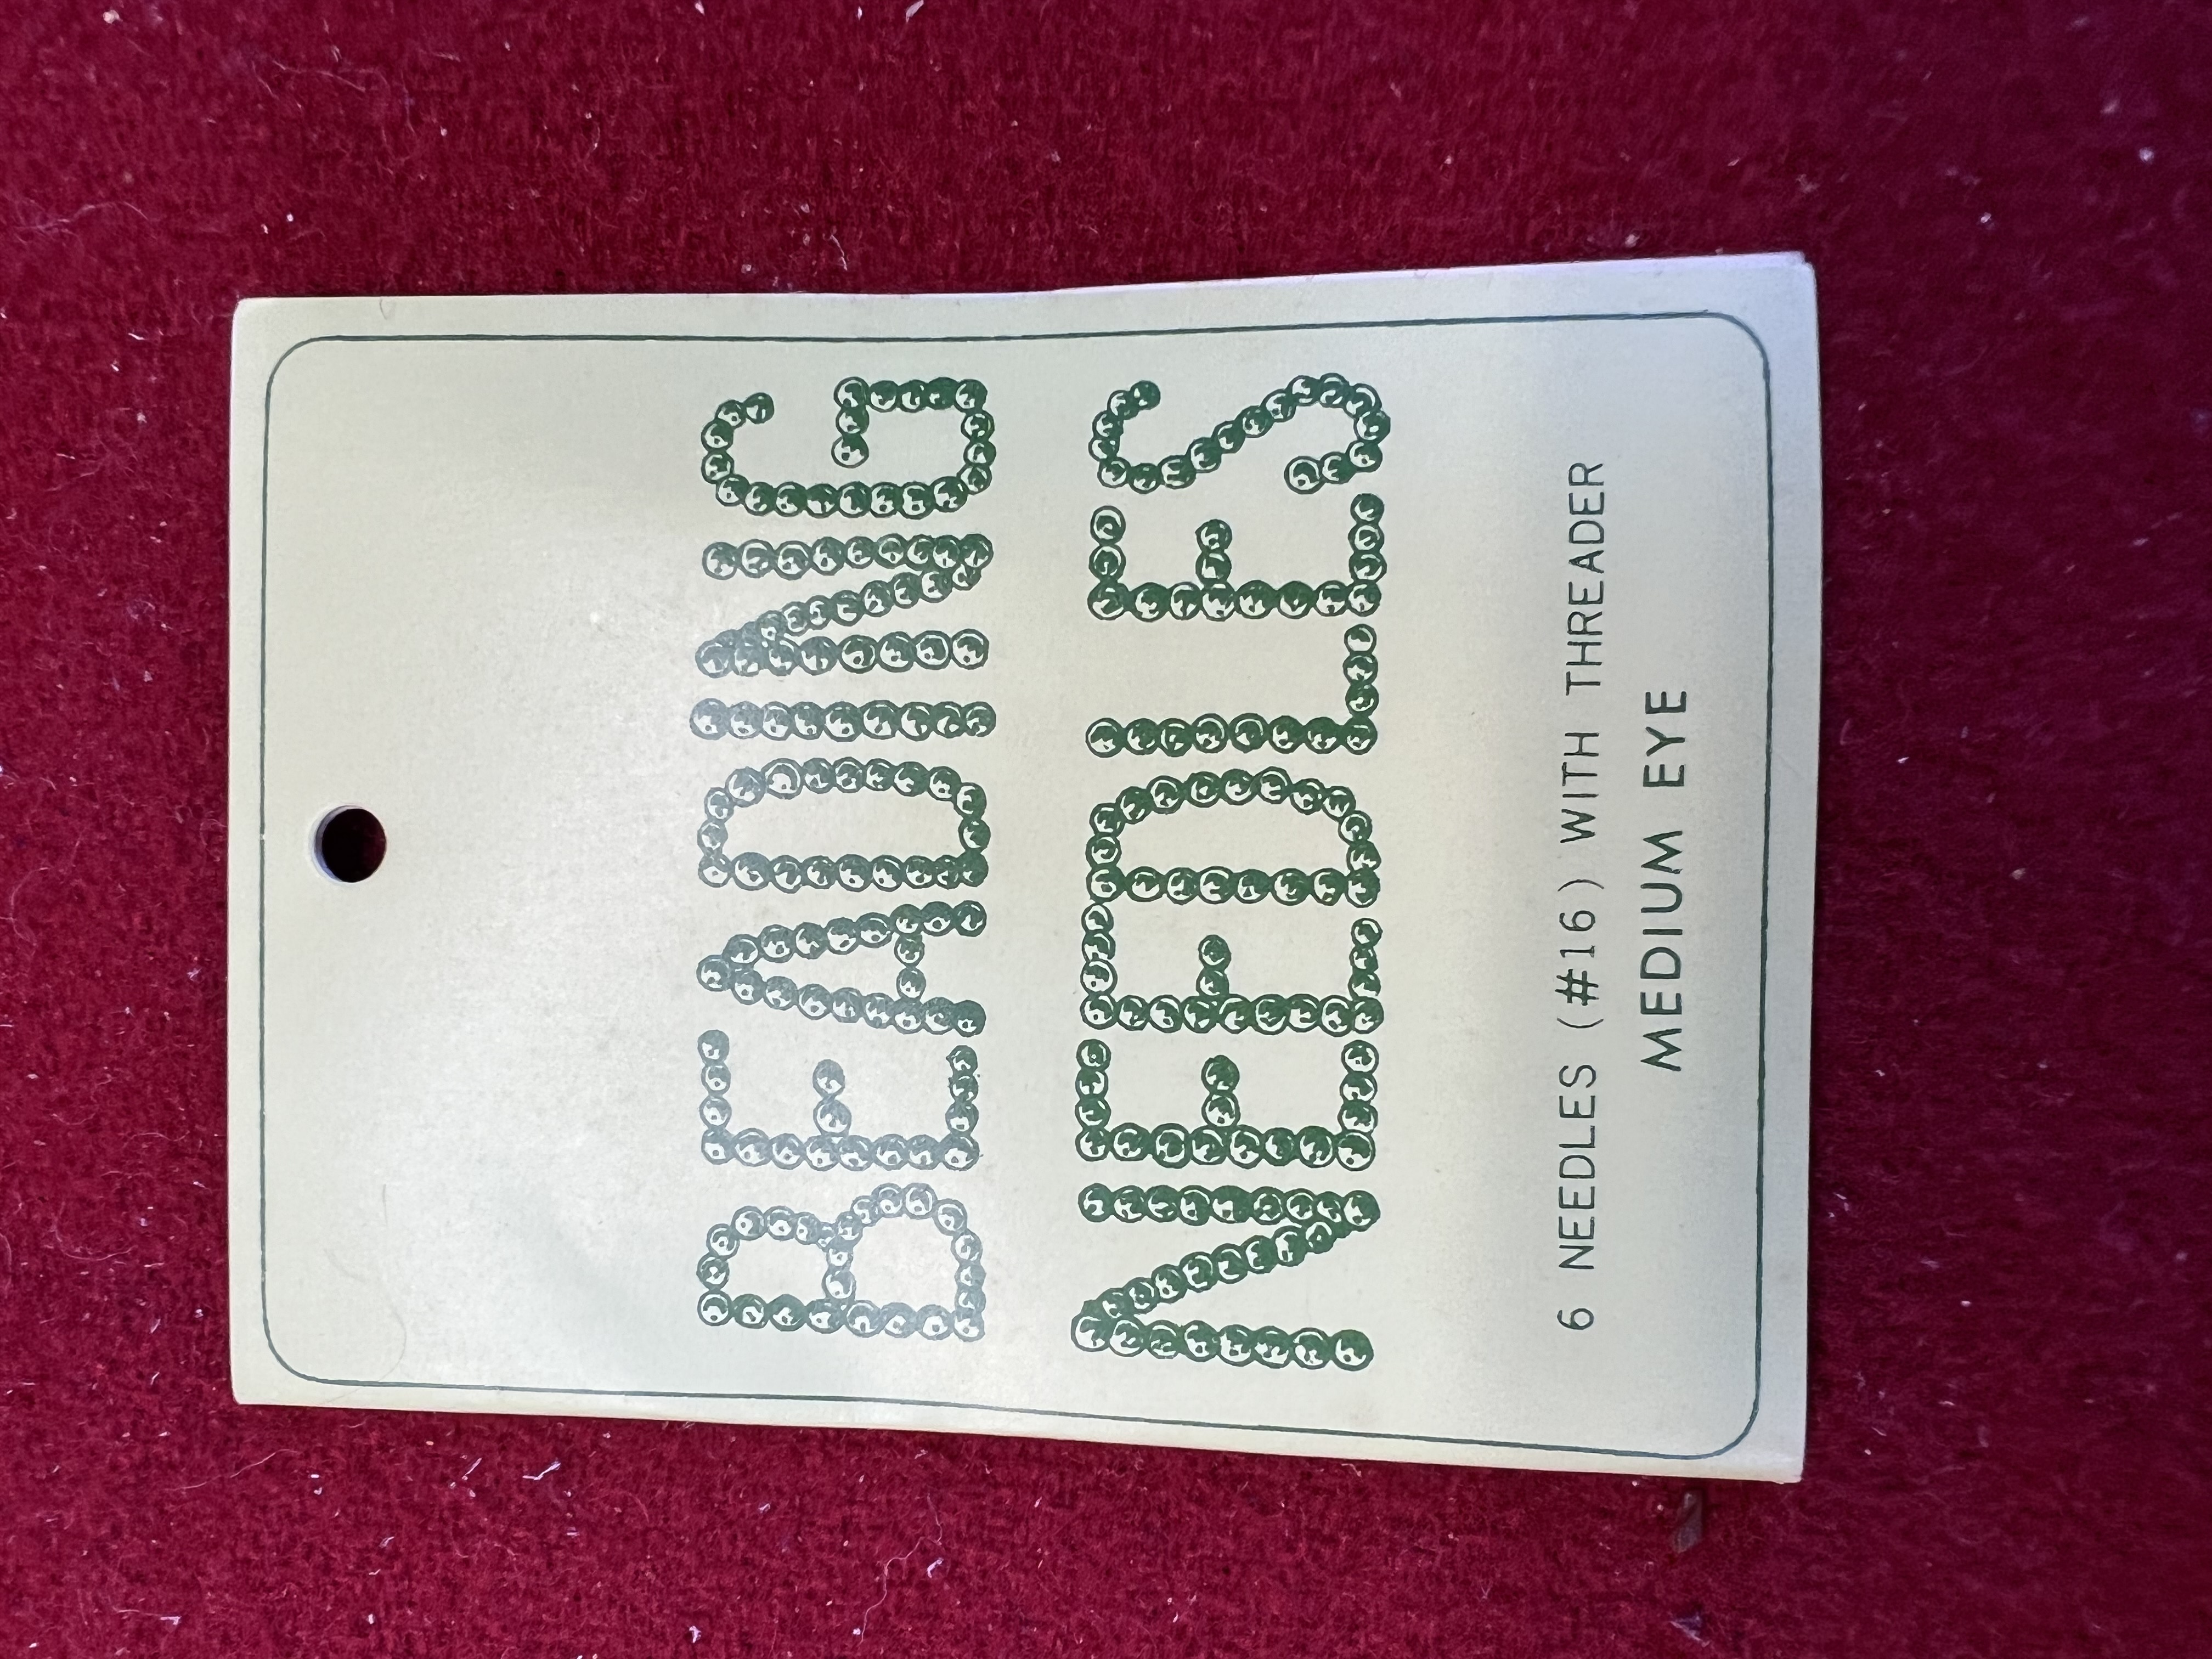 BEADING
NEEDLES
6 NEEDLES (#16) WITH THREADER
MEDIUM EYE